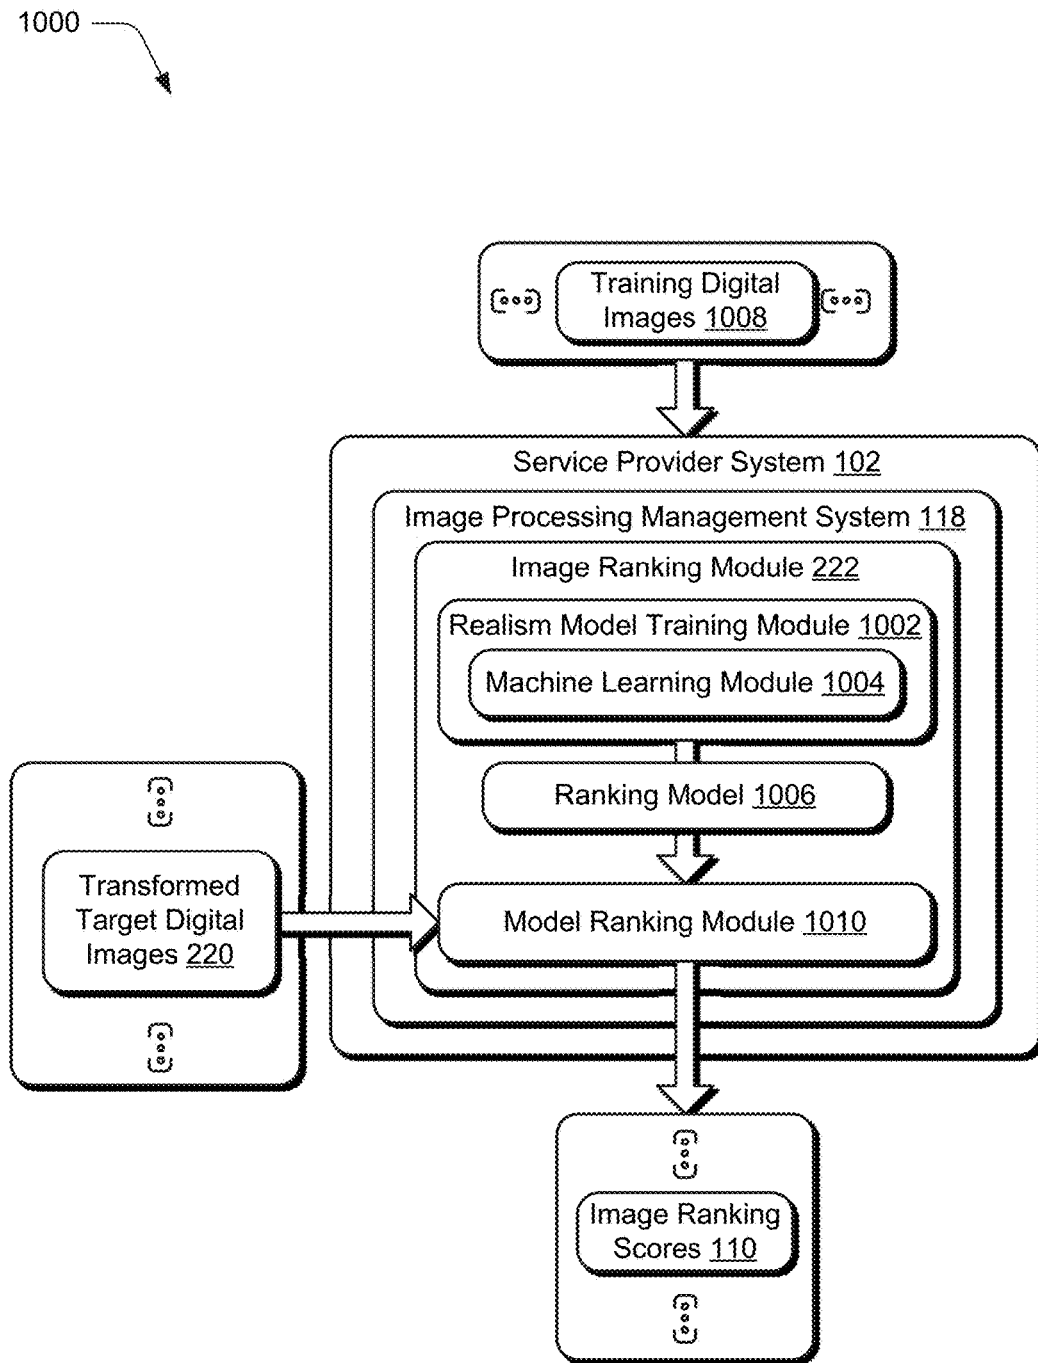 1000
Training Digital
Images 1008
Service Provider System 102
Image Processing Management System 118
Image Ranking Module 222
Realism Model Training Module 1002
Machine Learning Module 1004
Ranking Model 1006
Transformed
Target Digital
Images 220
Model Ranking Module 1010
Image Ranking
Scores 110